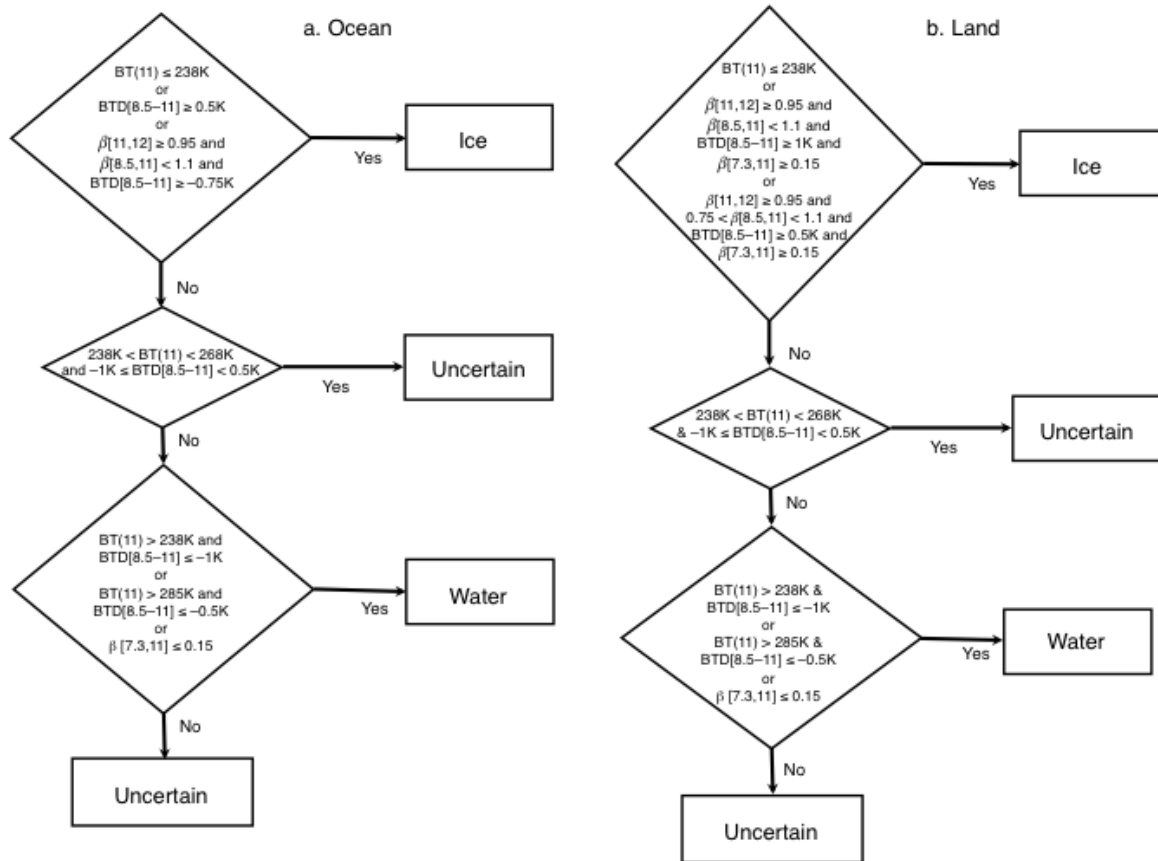 a. Ocean
BT(11) ≤ 238K
or
BTD[8.5–11] ≥ 0.5K
or
β[11,12] ≥ 0.95 and
β[8.5,11] < 1.1 and
BTD[8.5–11] ≥ –0.75K
Yes
Ice
No
238K < BT(11) < 268K
and –1K ≤ BTD[8.5–11] < 0.5K
Yes
Uncertain
No
BT(11) > 238K and
BTD[8.5–11] ≤ –1K
or
BT(11) > 285K and
BTD[8.5–11] ≤ –0.5K
or
β [7.3,11] ≤ 0.15
Yes
Water
No
Uncertain
b. Land
BT(11) ≤ 238K
or
β[11,12] ≥ 0.95 and
β[8.5,11] < 1.1 and
BTD[8.5–11] ≥ 1K and
β[7.3,11] ≥ 0.15
or
β[11,12] ≥ 0.95 and
0.75 < β[8.5,11] < 1.1 and
BTD[8.5–11] ≥ 0.5K and
β[7.3,11] ≥ 0.15
Yes
Ice
No
238K < BT(11) < 268K
& –1K ≤ BTD[8.5–11] < 0.5K
Yes
Uncertain
No
BT(11) > 238K &
BTD[8.5–11] ≤ –1K
or
BT(11) > 285K &
BTD[8.5–11] ≤ –0.5K
or
β [7.3,11] ≤ 0.15
Yes
Water
No
Uncertain